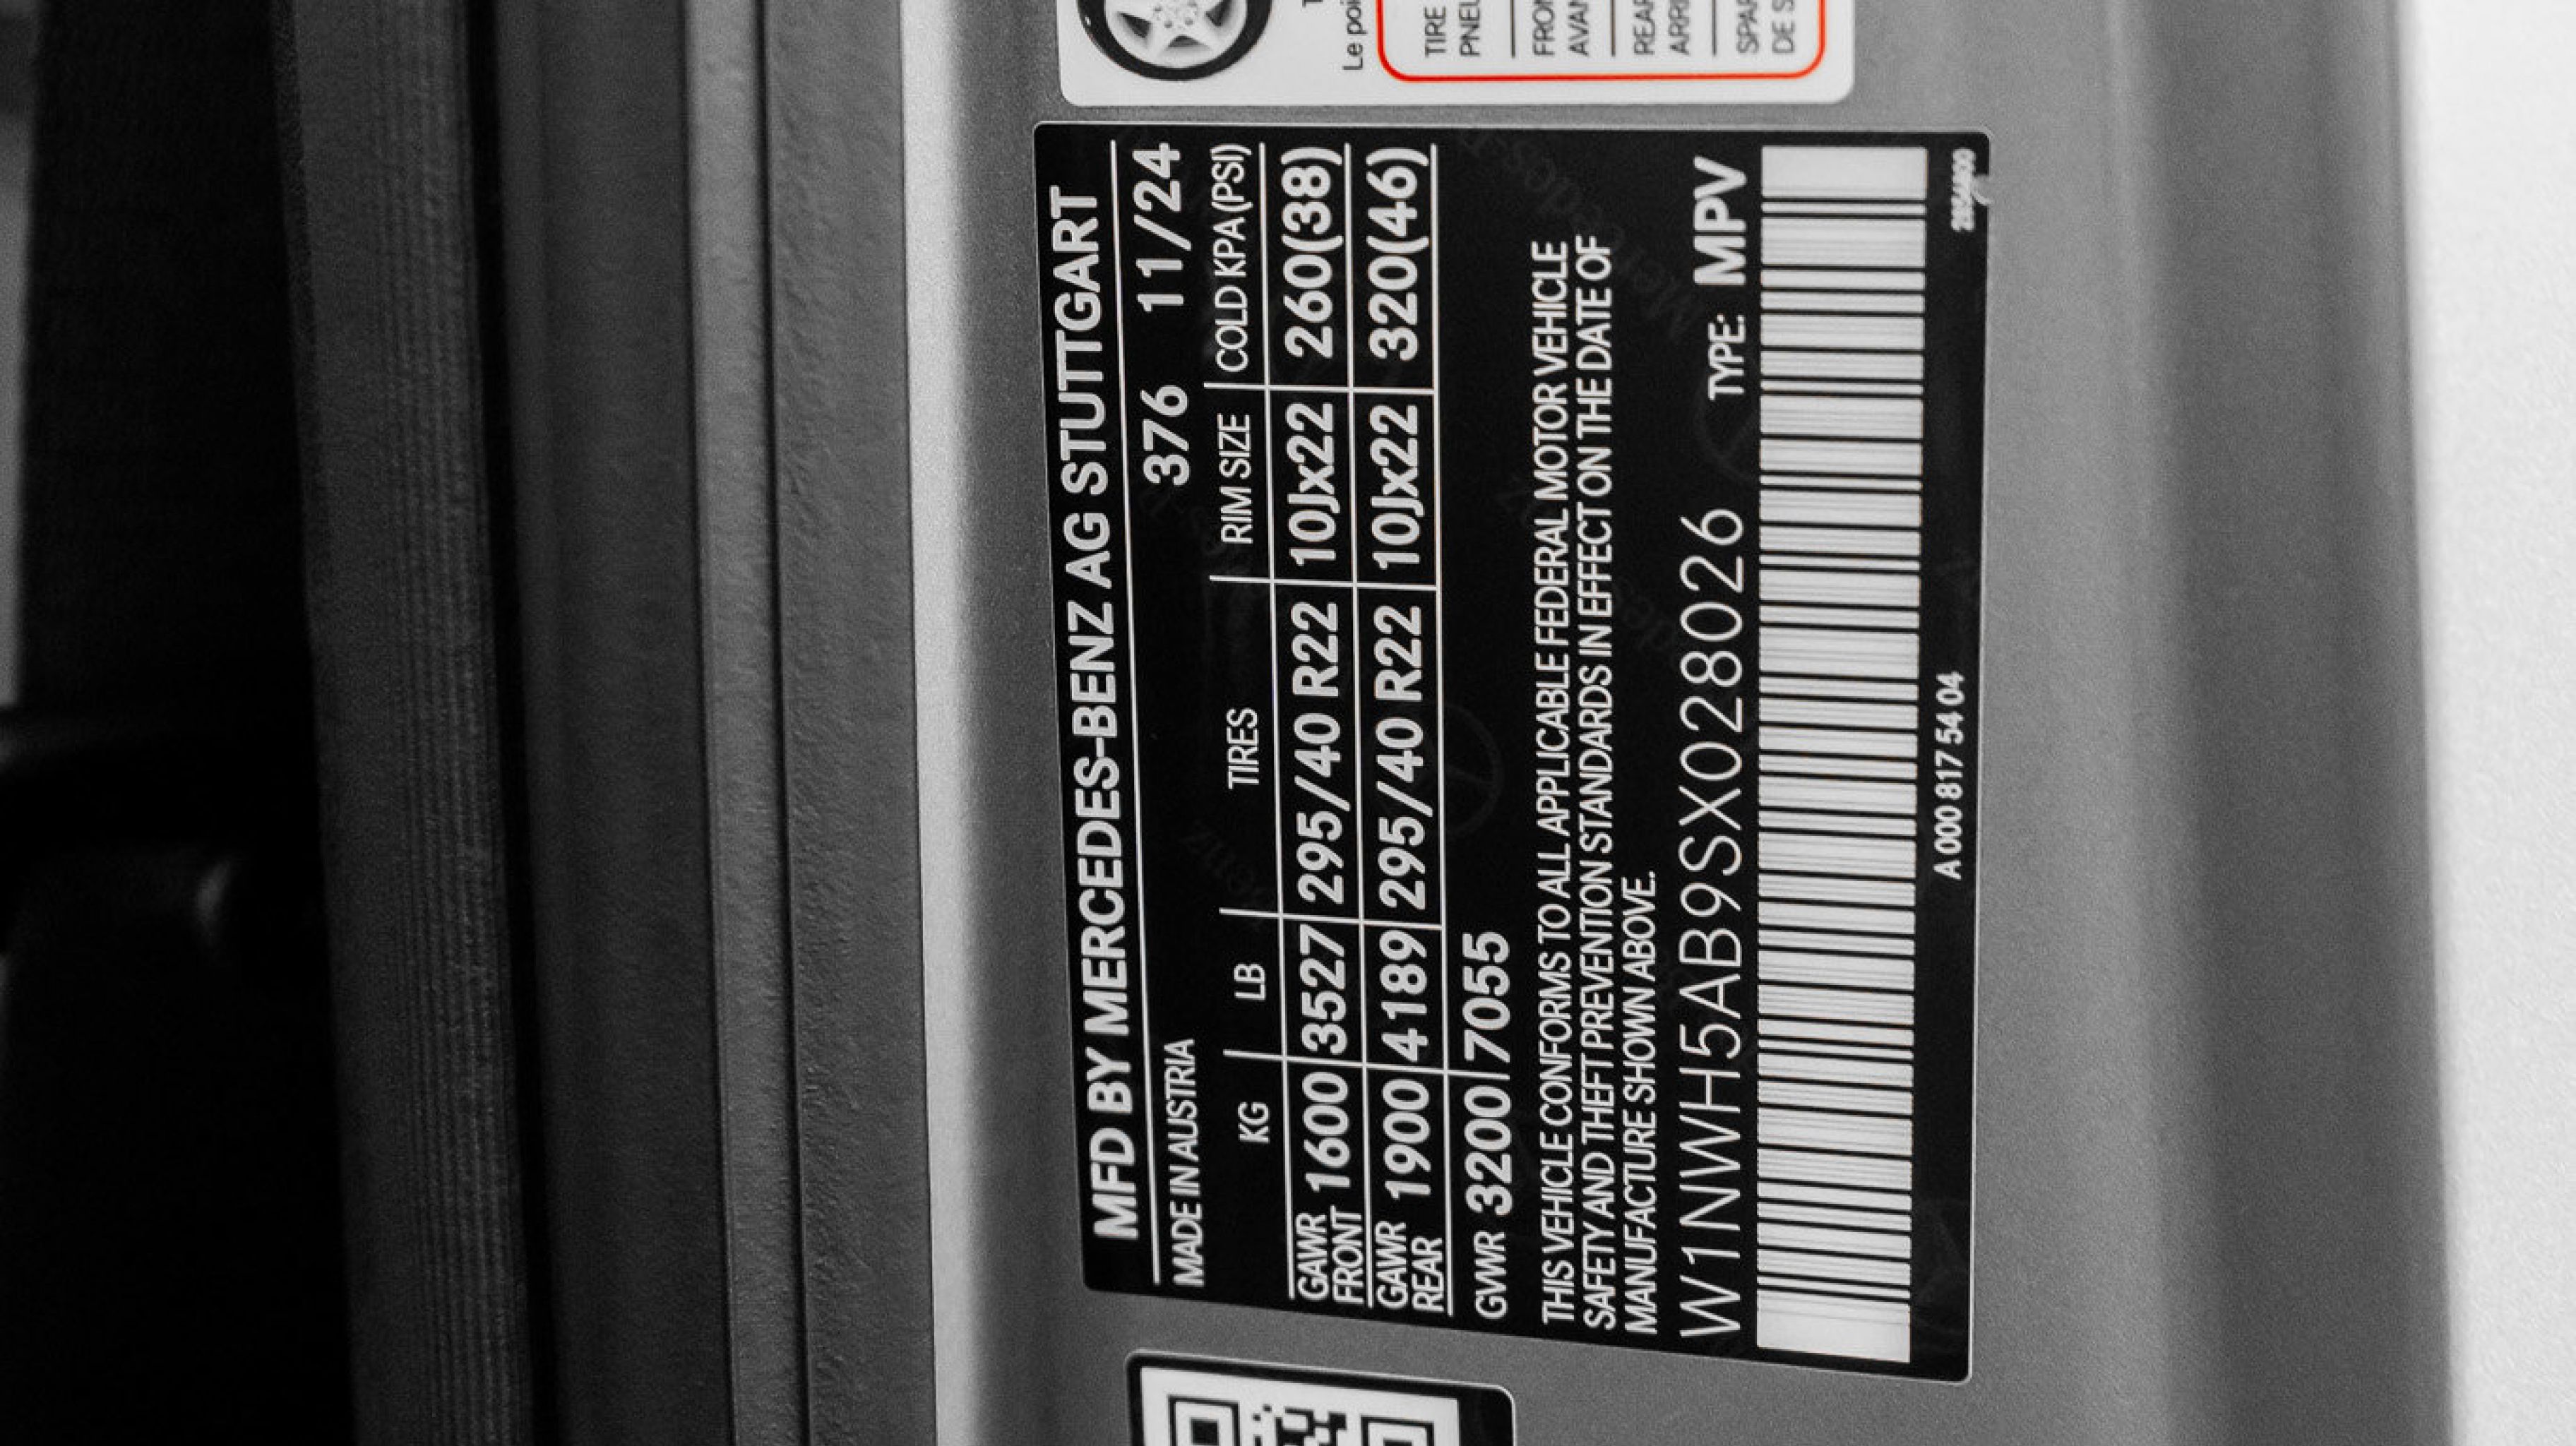 MFD BY MERCEDES-BENZ AG STUTTGART
MADE IN AUSTRIA 376 11/24
KG LB TIRES RIM SIZE COLD KPA(PSI)
GAWR FRONT 1600 3527 295/40 R22 10Jx22 260(38)
GAWR REAR 1900 4189 295/40 R22 10Jx22 320(46)
GVWR 3200 7055
THIS VEHICLE CONFORMS TO ALL APPLICABLE FEDERAL MOTOR VEHICLE
SAFETY AND THEFT PREVENTION STANDARDS IN EFFECT ON THE DATE OF
MANUFACTURE SHOWN ABOVE.
W1NWH5AB9SX028026 TYPE: MPV
A 000 817 54 04
Le
TIRE